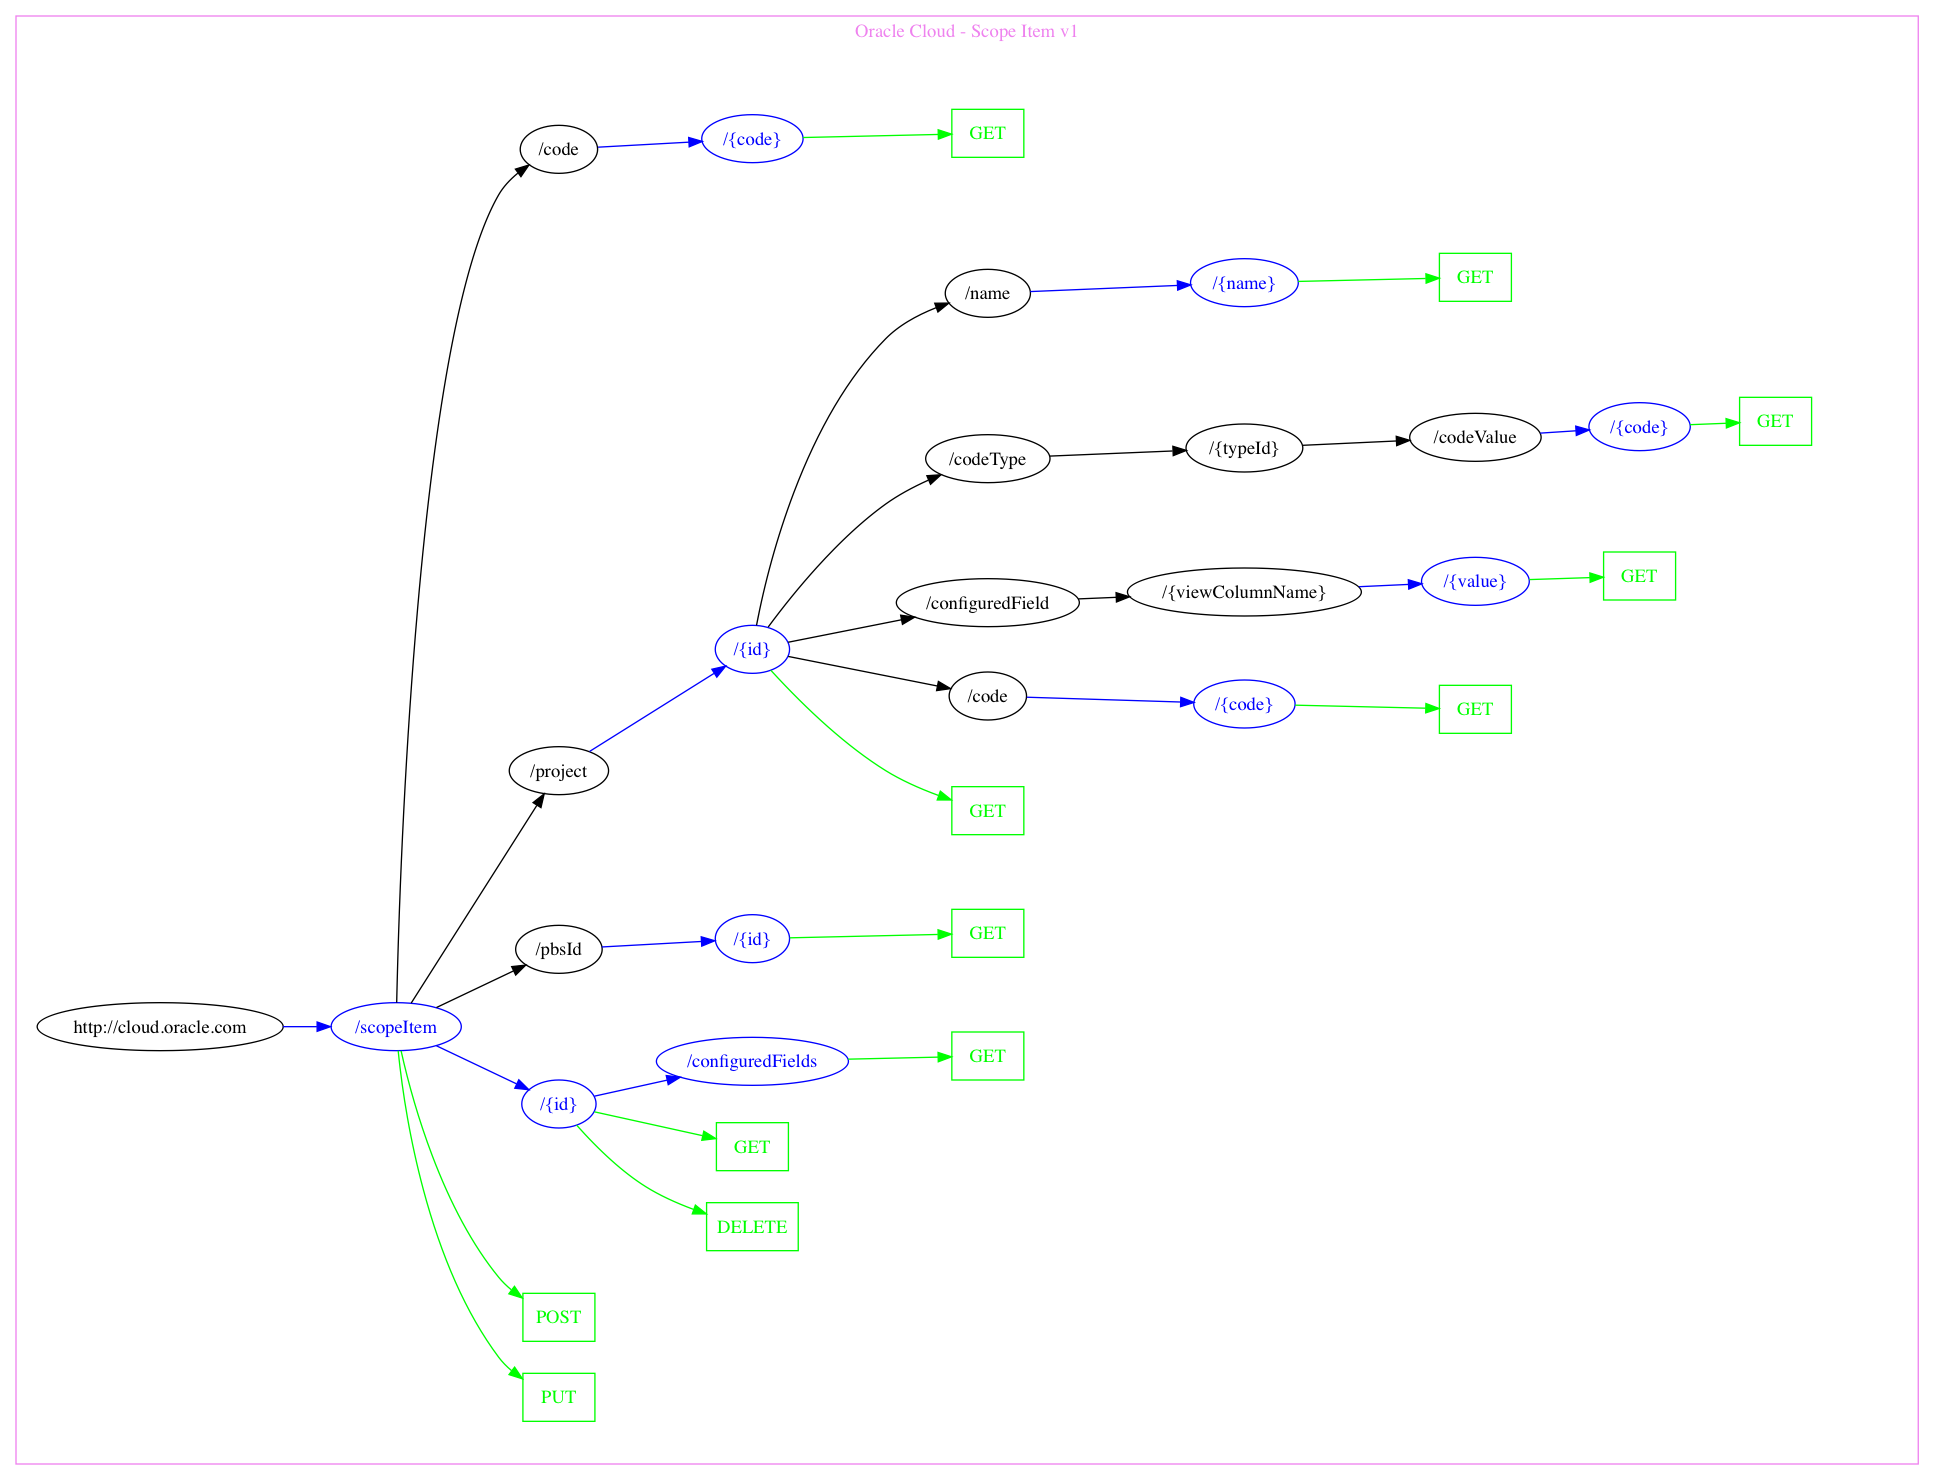 Oracle Cloud - Scope Item v1
/code
/{code}
GET
/name
/{name}
GET
/codeType
/{typeId}
/codeValue
/{code}
GET
/configuredField
/{viewColumnName}
/{value}
GET
/{id}
/code
/{code}
GET
/project
GET
/pbsId
/{id}
GET
http://cloud.oracle.com
/scopeItem
/configuredFields
GET
/{id}
GET
DELETE
POST
PUT